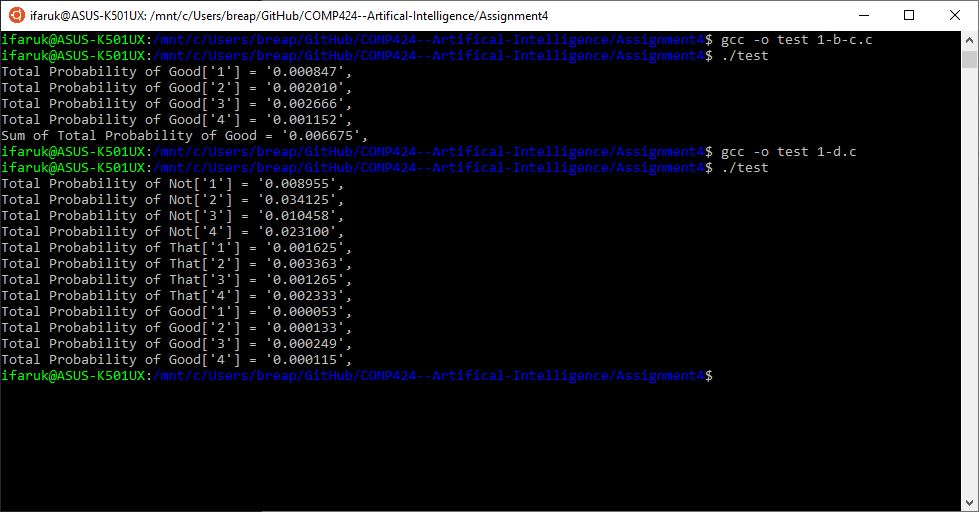 ifaruk@ASUS-K501UX: /mnt/c/Users/breap/GitHub/COMP424--Artifical-Intelligence/Assignment4
ifaruk@ASUS-K501UX:/mnt/c/Users/breap/GitHub/COMP424--Artifical-Intelligence/Assignment4$ gcc -o test 1-b-c.c
ifaruk@ASUS-K501UX:/mnt/c/Users/breap/GitHub/COMP424--Artifical-Intelligence/Assignment4$ ./test
Total Probability of Good['1'] = '0.000847',
Total Probability of Good['2'] = '0.002010',
Total Probability of Good['3'] = '0.002666',
Total Probability of Good['4'] = '0.001152',
Sum of Total Probability of Good = '0.006675',
ifaruk@ASUS-K501UX:/mnt/c/Users/breap/GitHub/COMP424--Artifical-Intelligence/Assignment4$ gcc -o test 1-d.c
ifaruk@ASUS-K501UX:/mnt/c/Users/breap/GitHub/COMP424--Artifical-Intelligence/Assignment4$ ./test
Total Probability of Not['1'] = '0.008955',
Total Probability of Not['2'] = '0.034125',
Total Probability of Not['3'] = '0.010458',
Total Probability of Not['4'] = '0.023100',
Total Probability of That['1'] = '0.001625',
Total Probability of That['2'] = '0.003363',
Total Probability of That['3'] = '0.001265',
Total Probability of That['4'] = '0.002333',
Total Probability of Good['1'] = '0.000053',
Total Probability of Good['2'] = '0.000133',
Total Probability of Good['3'] = '0.000249',
Total Probability of Good['4'] = '0.000115',
ifaruk@ASUS-K501UX:/mnt/c/Users/breap/GitHub/COMP424--Artifical-Intelligence/Assignment4$